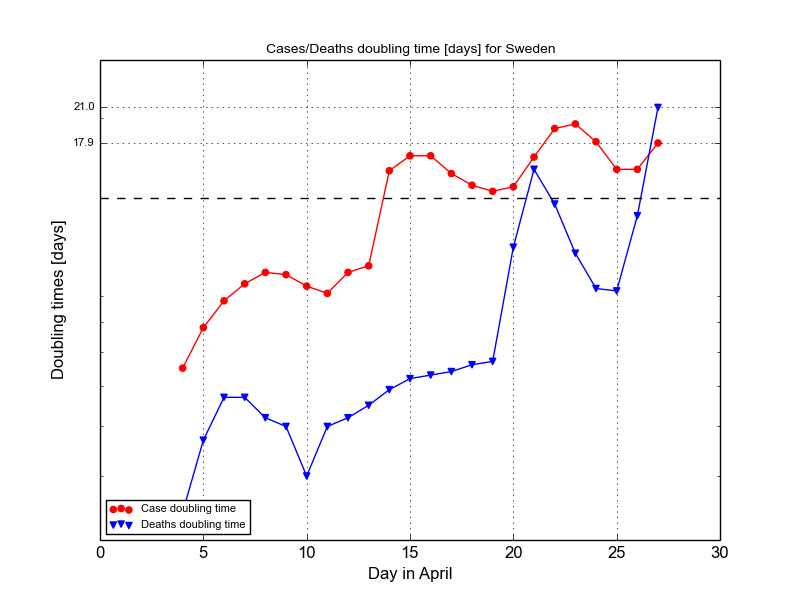 Cases/Deaths doubling time [days] for Sweden
21.0
17.9
Doubling times [days]
Case doubling time
Deaths doubling time
0 5 10 15 20 25 30
Day in April